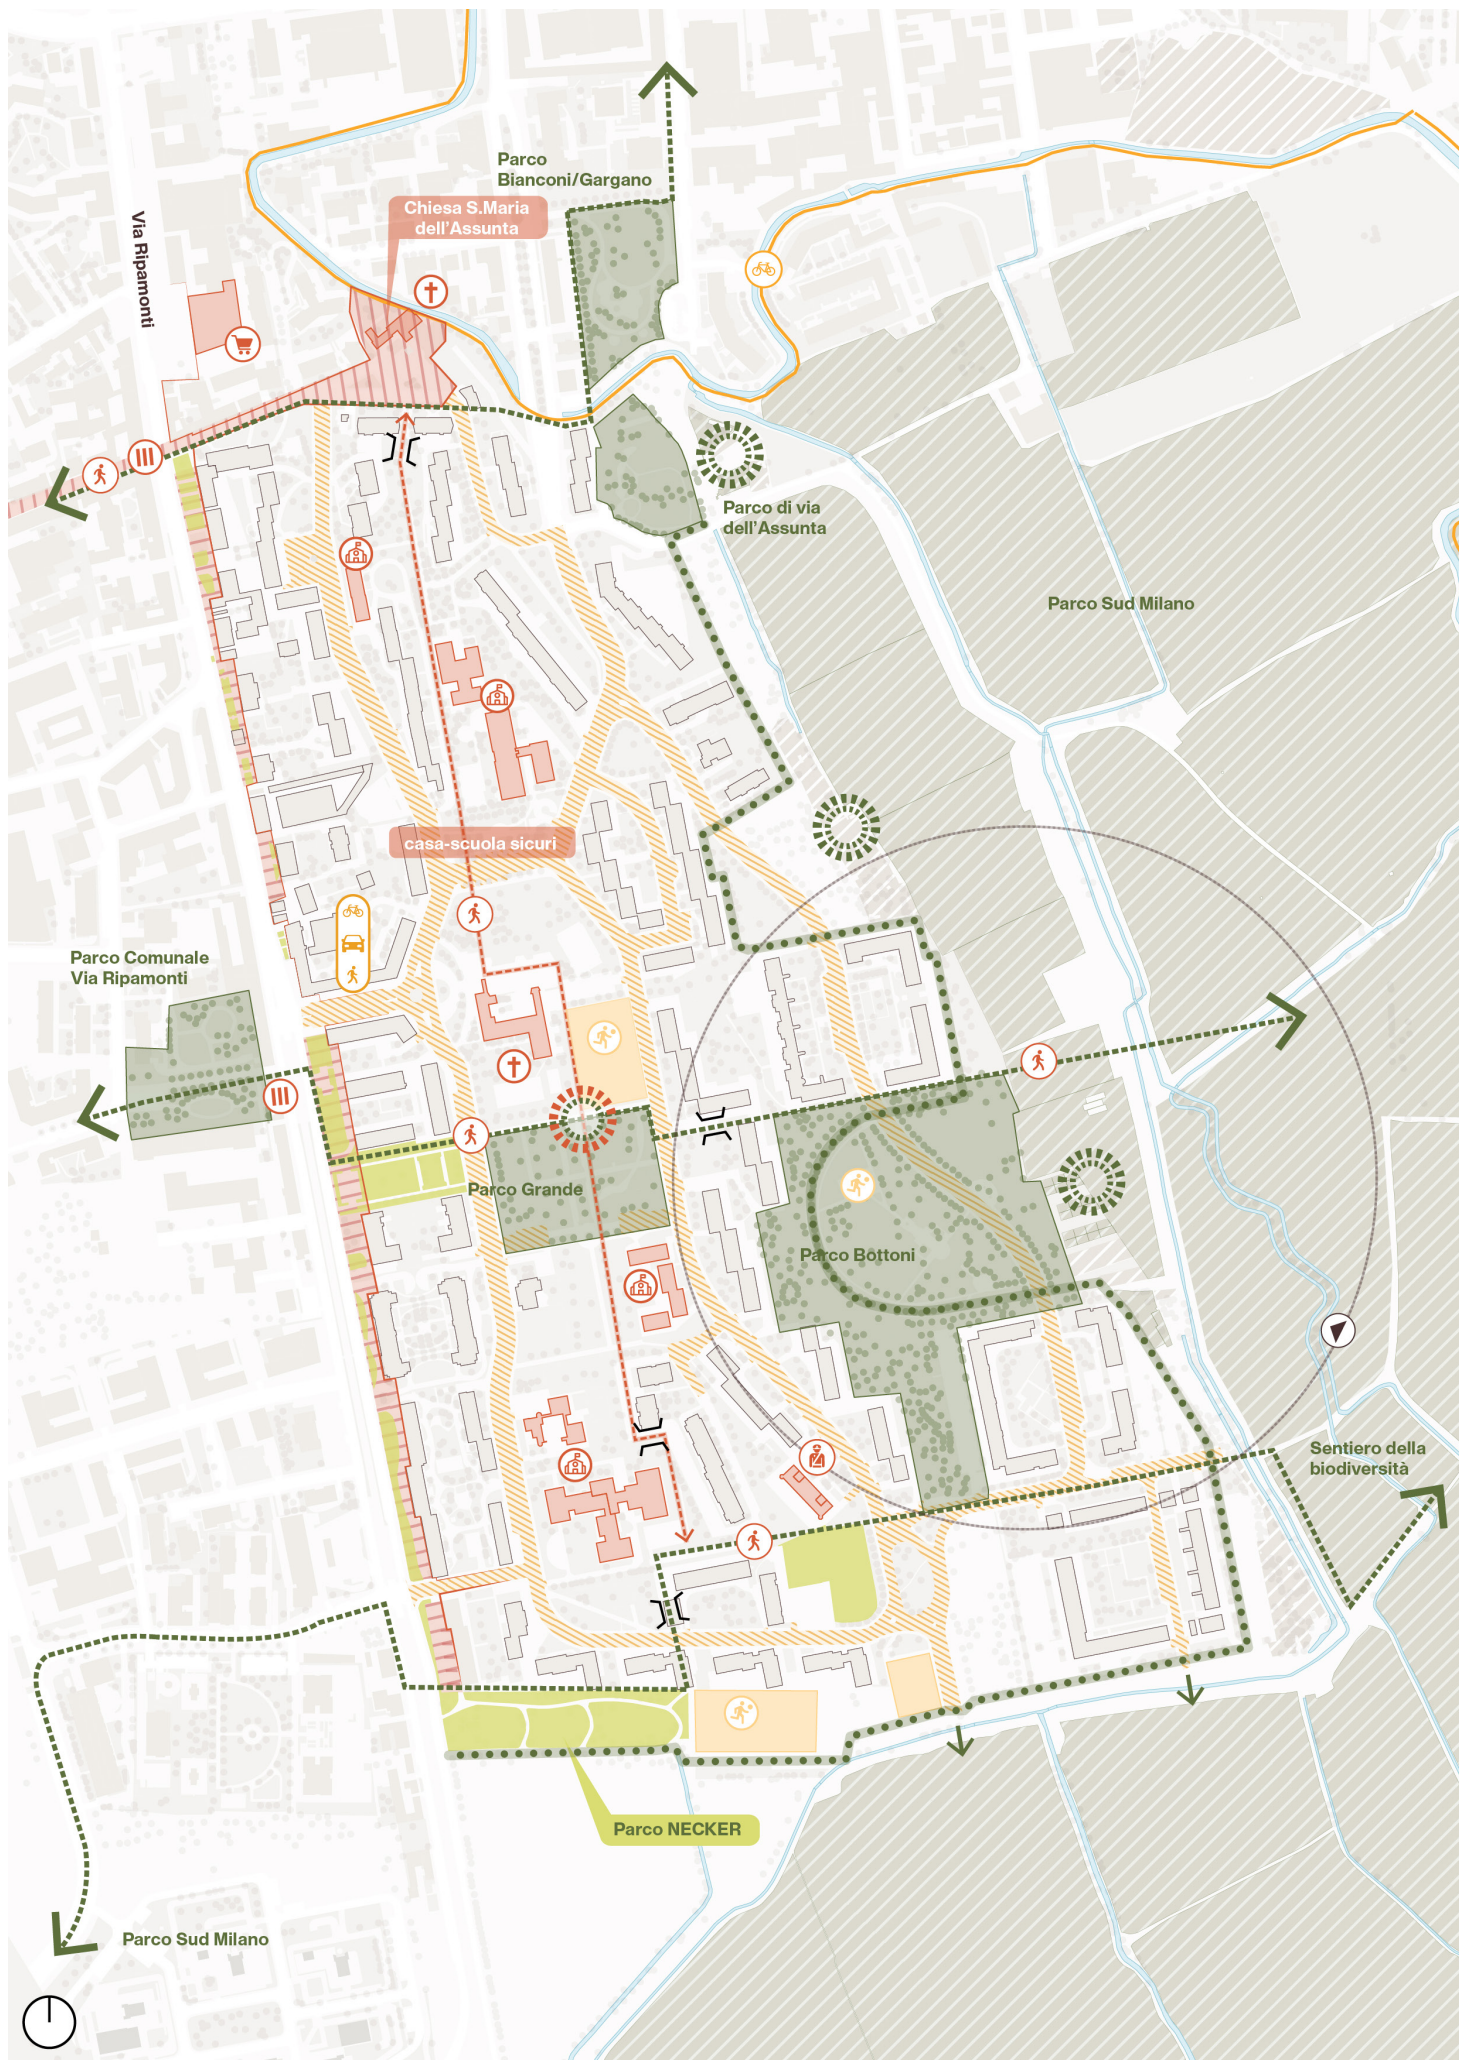 Parco
Bianconi/Gargano
Chiesa S.Maria
dell'Assunta
Via Ripamonti
Parco di via
dell'Assunta
Parco Sud Milano
casa-scuola sicuri
Parco Comunale
Via Ripamonti
Parco Grande
Parco Bottoni
Sentiero della
biodiversità
Parco NECKER
Parco Sud Milano